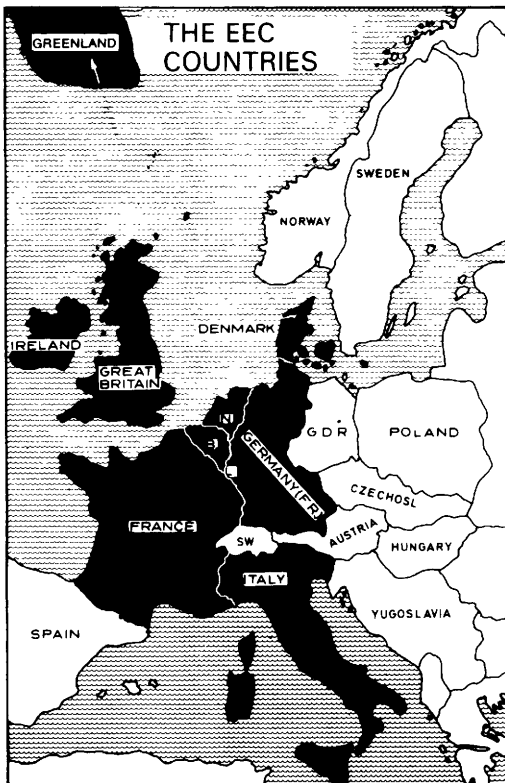 THE EEC
COUNTRIES
GREENLAND
SWEDEN
NORWAY
DENMARK
IRELAND
GREAT
BRITAIN
N
B
L
GERMANY(FR)
GDR
POLAND
CZECHOSL
FRANCE
SW
AUSTRIA
HUNGARY
ITALY
YUGOSLAVIA
SPAIN